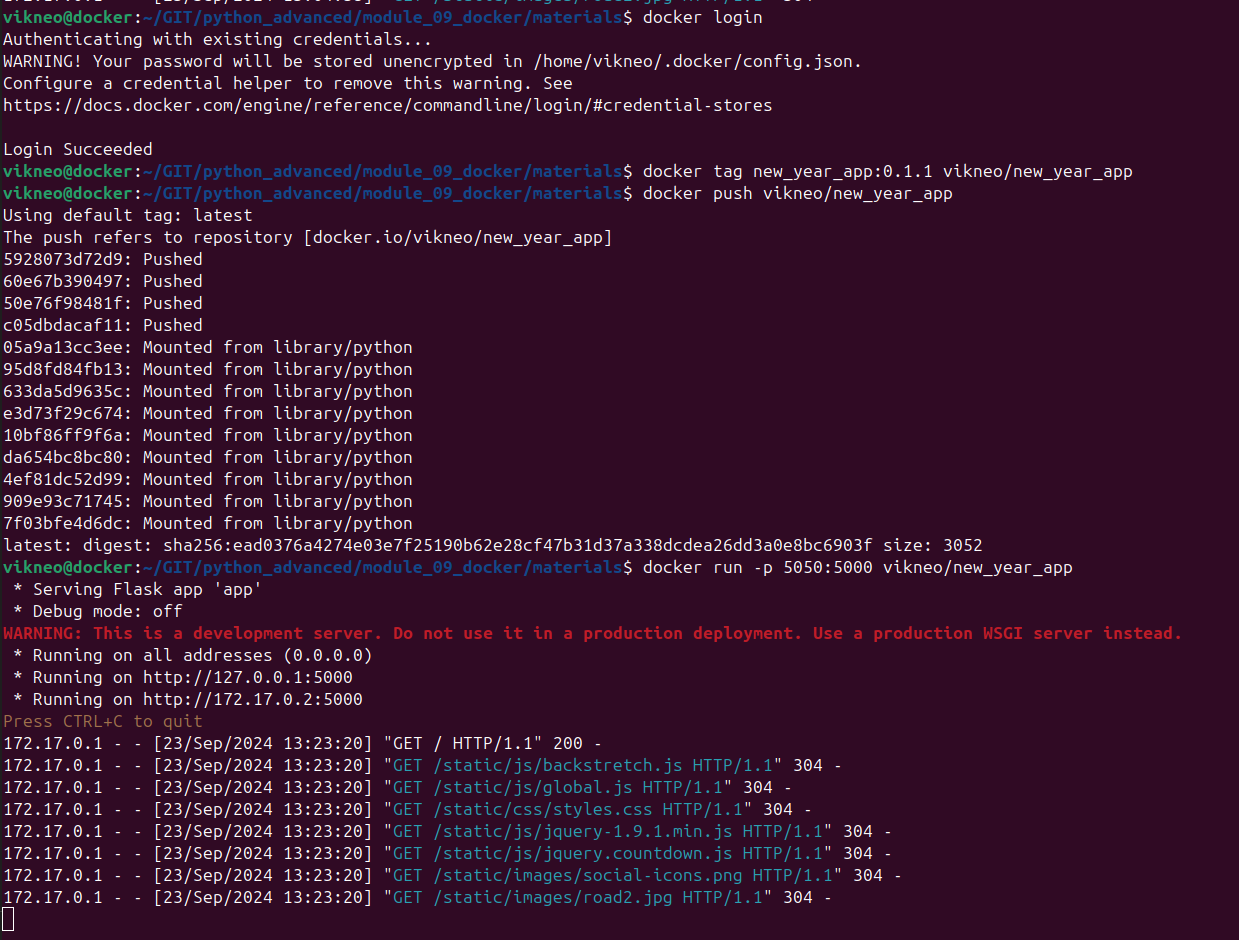 vikneo@docker:~/GIT/python_advanced/module_09_docker/materials$ docker login
Authenticating with existing credentials...
WARNING! Your password will be stored unencrypted in /home/vikneo/.docker/config.json.
Configure a credential helper to remove this warning. See
https://docs.docker.com/engine/reference/commandline/login/#credential-stores
Login Succeeded
vikneo@docker:~/GIT/python_advanced/module_09_docker/materials$ docker tag new_year_app:0.1.1 vikneo/new_year_app
vikneo@docker:~/GIT/python_advanced/module_09_docker/materials$ docker push vikneo/new_year_app
Using default tag: latest
The push refers to repository [docker.io/vikneo/new_year_app]
5928073d72d9: Pushed
60e67b390497: Pushed
50e76f98481f: Pushed
c05dbdacaf11: Pushed
05a9a13cc3ee: Mounted from library/python
95d8fd84fb13: Mounted from library/python
633da5d9635c: Mounted from library/python
e3d73f29c674: Mounted from library/python
10bf86ff9f6a: Mounted from library/python
da654bc8bc80: Mounted from library/python
4ef81dc52d99: Mounted from library/python
909e93c71745: Mounted from library/python
7f03bfe4d6dc: Mounted from library/python
latest: digest: sha256:ead0376a4274e03e7f25190b62e28cf47b31d37a338dcdea26dd3a0e8bc6903f size: 3052
vikneo@docker:~/GIT/python_advanced/module_09_docker/materials$ docker run -p 5050:5000 vikneo/new_year_app
 * Serving Flask app 'app'
 * Debug mode: off
WARNING: This is a development server. Do not use it in a production deployment. Use a production WSGI server instead.
 * Running on all addresses (0.0.0.0)
 * Running on http://127.0.0.1:5000
 * Running on http://172.17.0.2:5000
Press CTRL+C to quit
172.17.0.1 - - [23/Sep/2024 13:23:20] "GET / HTTP/1.1" 200 -
172.17.0.1 - - [23/Sep/2024 13:23:20] "GET /static/js/backstretch.js HTTP/1.1" 304 -
172.17.0.1 - - [23/Sep/2024 13:23:20] "GET /static/js/global.js HTTP/1.1" 304 -
172.17.0.1 - - [23/Sep/2024 13:23:20] "GET /static/css/styles.css HTTP/1.1" 304 -
172.17.0.1 - - [23/Sep/2024 13:23:20] "GET /static/js/jquery-1.9.1.min.js HTTP/1.1" 304 -
172.17.0.1 - - [23/Sep/2024 13:23:20] "GET /static/js/jquery.countdown.js HTTP/1.1" 304 -
172.17.0.1 - - [23/Sep/2024 13:23:20] "GET /static/images/social-icons.png HTTP/1.1" 304 -
172.17.0.1 - - [23/Sep/2024 13:23:20] "GET /static/images/road2.jpg HTTP/1.1" 304 -